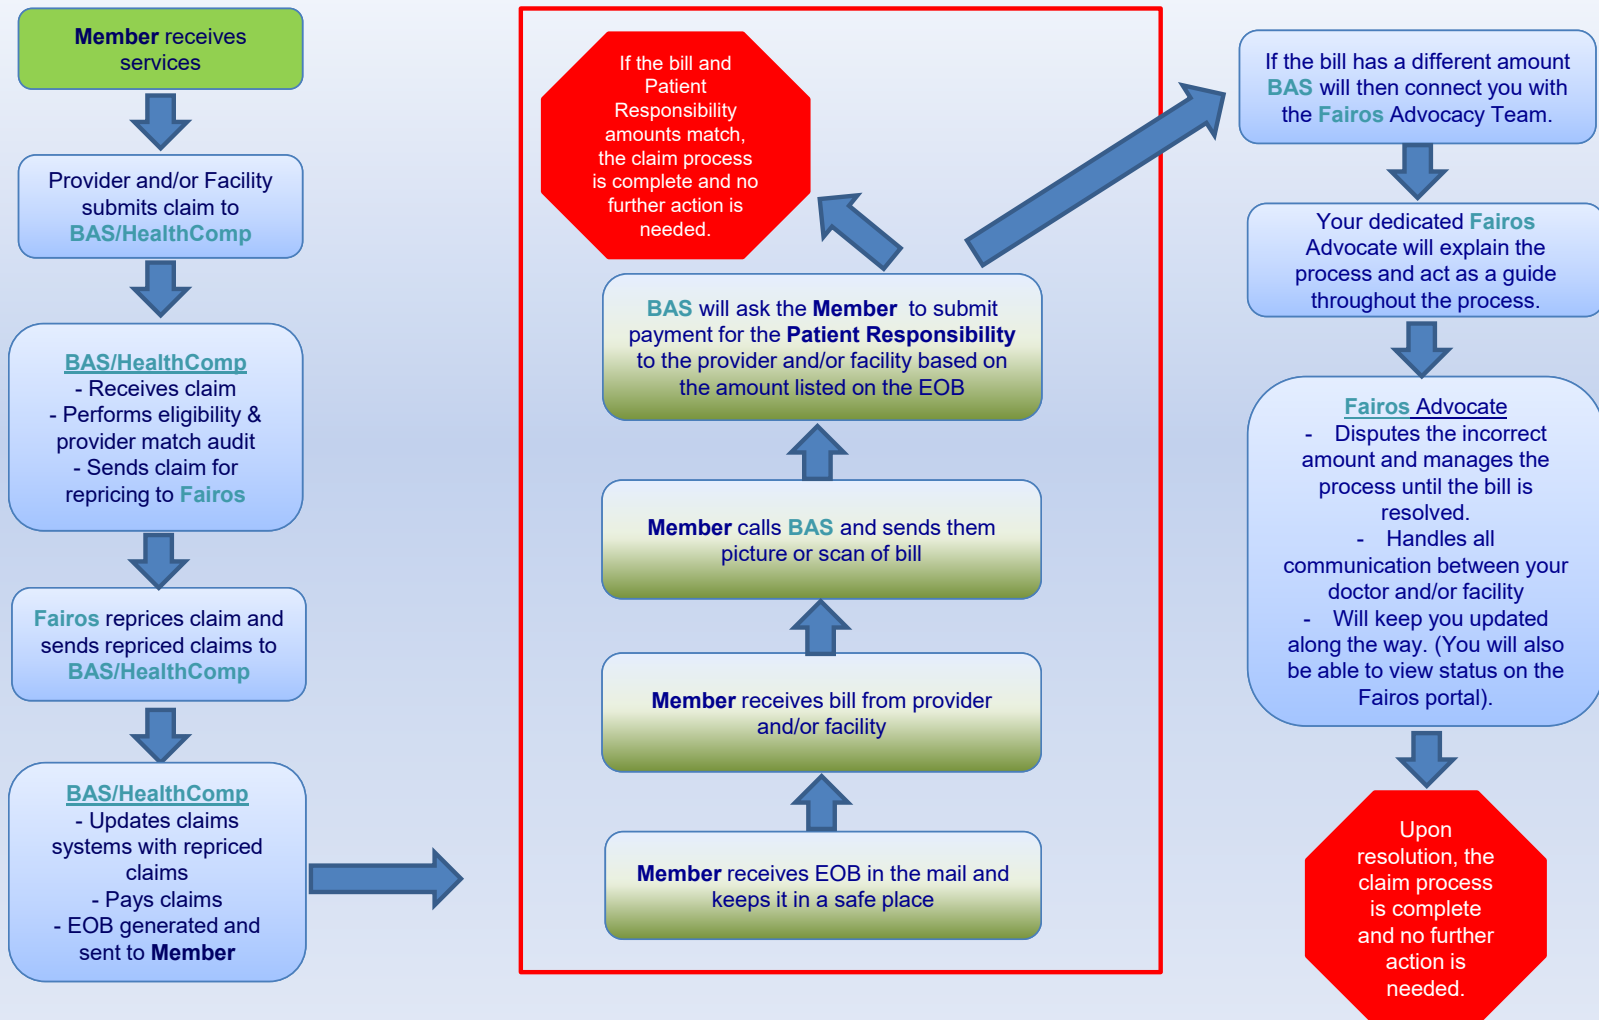 Member receives
services
Provider and/or Facility
submits claim to
BAS/HealthComp
BAS/HealthComp
- Receives claim
- Performs eligibility &
provider match audit
- Sends claim for
repricing to Fairos
Fairos reprices claim and
sends repriced claims to
BAS/HealthComp
BAS/HealthComp
- Updates claims
systems with repriced
claims
- Pays claims
- EOB generated and
sent to Member
If the bill and
Patient
Responsibility
amounts match,
the claim process
is complete and no
further action is
needed.
BAS will ask the Member to submit
payment for the Patient Responsibility
to the provider and/or facility based on
the amount listed on the EOB
Member calls BAS and sends them
picture or scan of bill
Member receives bill from provider
and/or facility
Member receives EOB in the mail and
keeps it in a safe place
If the bill has a different amount
BAS will then connect you with
the Fairos Advocacy Team.
Your dedicated Fairos
Advocate will explain the
process and act as a guide
throughout the process.
Fairos Advocate
- Disputes the incorrect
amount and manages the
process until the bill is
resolved.
- Handles all
communication between your
doctor and/or facility
- Will keep you updated
along the way. (You will also
be able to view status on the
Fairos portal).
Upon
resolution, the
claim process
is complete
and no further
action is
needed.